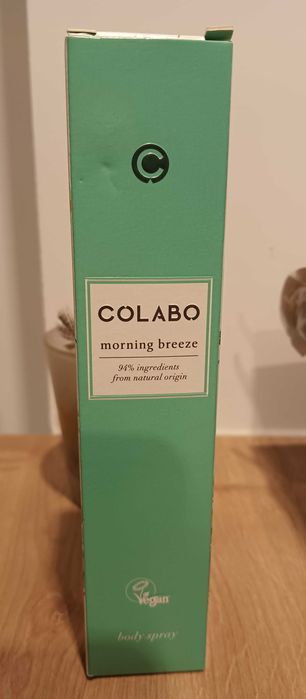 COLABO
morning breeze
94% ingredients
from natural origin
Vegan
body spray